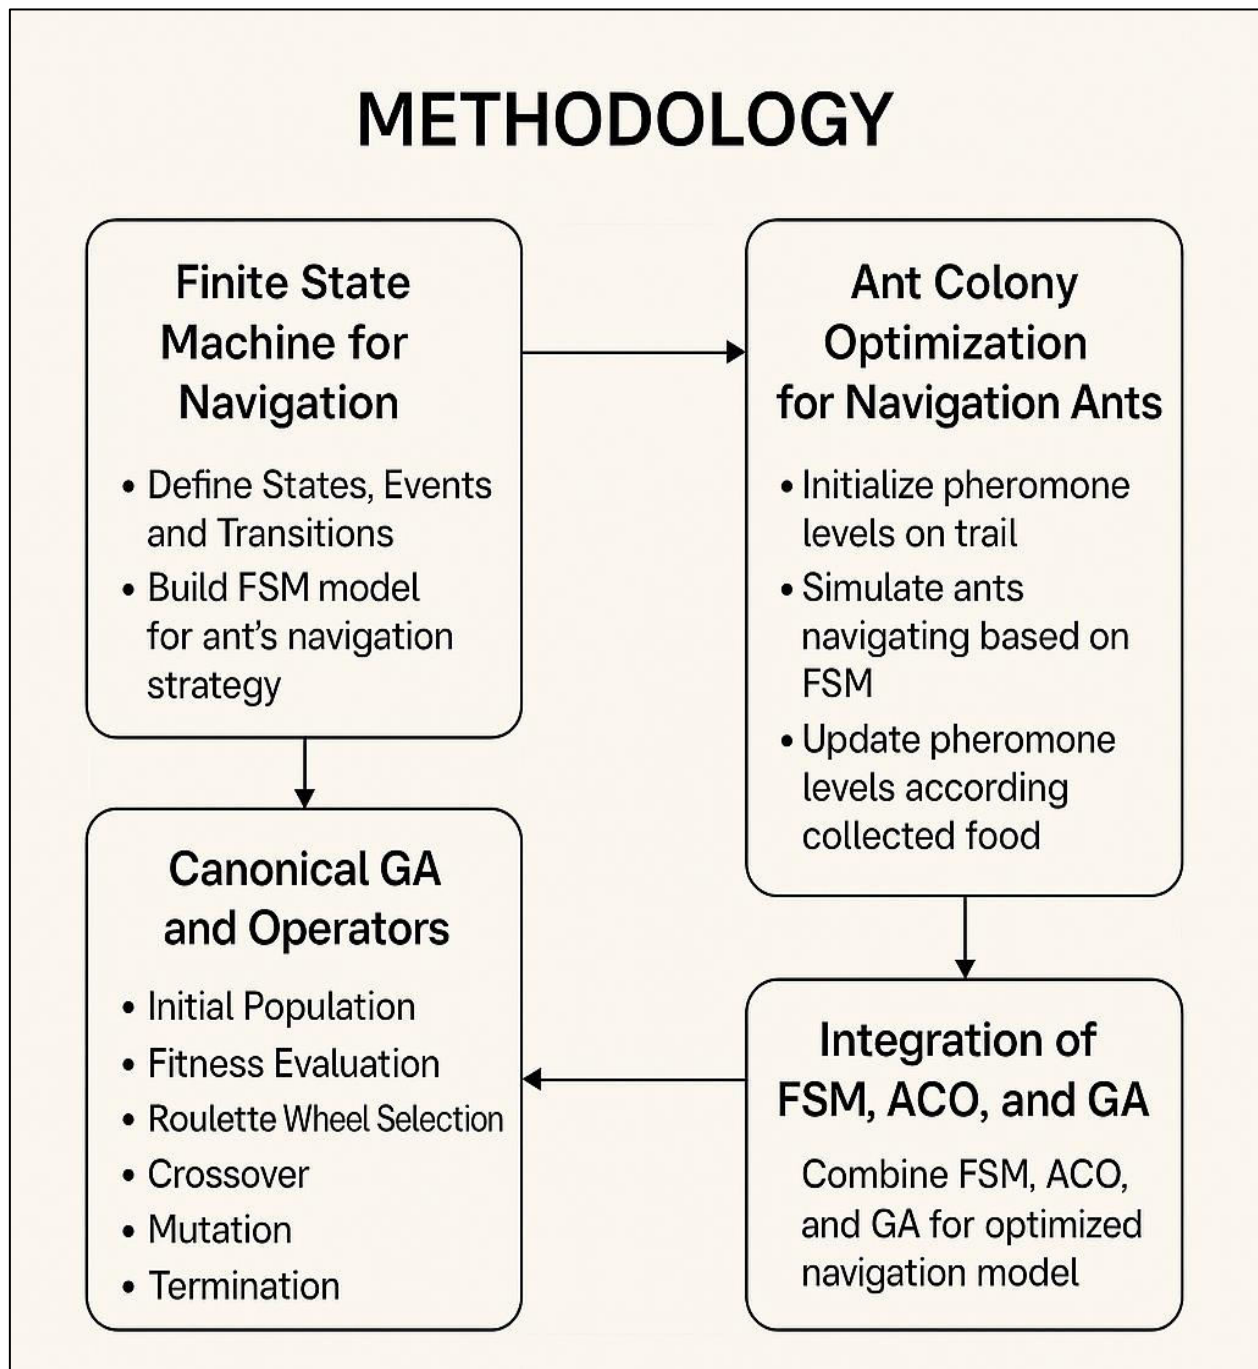 METHODOLOGY
Finite State
Machine for
Navigation
• Define States, Events
and Transitions
• Build FSM model
for ant’s navigation
strategy
Ant Colony
Optimization
for Navigation Ants
• Initialize pheromone
levels on trail
• Simulate ants
navigating based on
FSM
• Update pheromone
levels according
collected food
Canonical GA
and Operators
• Initial Population
• Fitness Evaluation
• Roulette Wheel Selection
• Crossover
• Mutation
• Termination
Integration of
FSM, ACO, and GA
Combine FSM, ACO,
and GA for optimized
navigation model